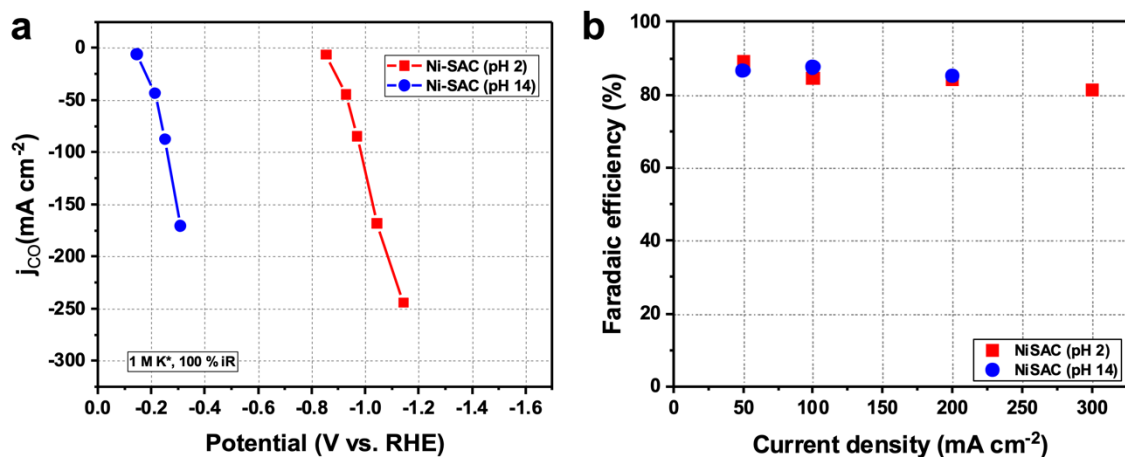 a
0
-50
-100
-150
-200
-250
-300
j_CO(mA cm⁻²)
Ni-SAC (pH 2)
Ni-SAC (pH 14)
1 M K⁺, 100 % iR
0.0 -0.2 -0.4 -0.6 -0.8 -1.0 -1.2 -1.4 -1.6
Potential (V vs. RHE)
b
100
80
60
40
20
0
Faradaic efficiency (%)
NiSAC (pH 2)
NiSAC (pH 14)
0 50 100 150 200 250 300
Current density (mA cm⁻²)